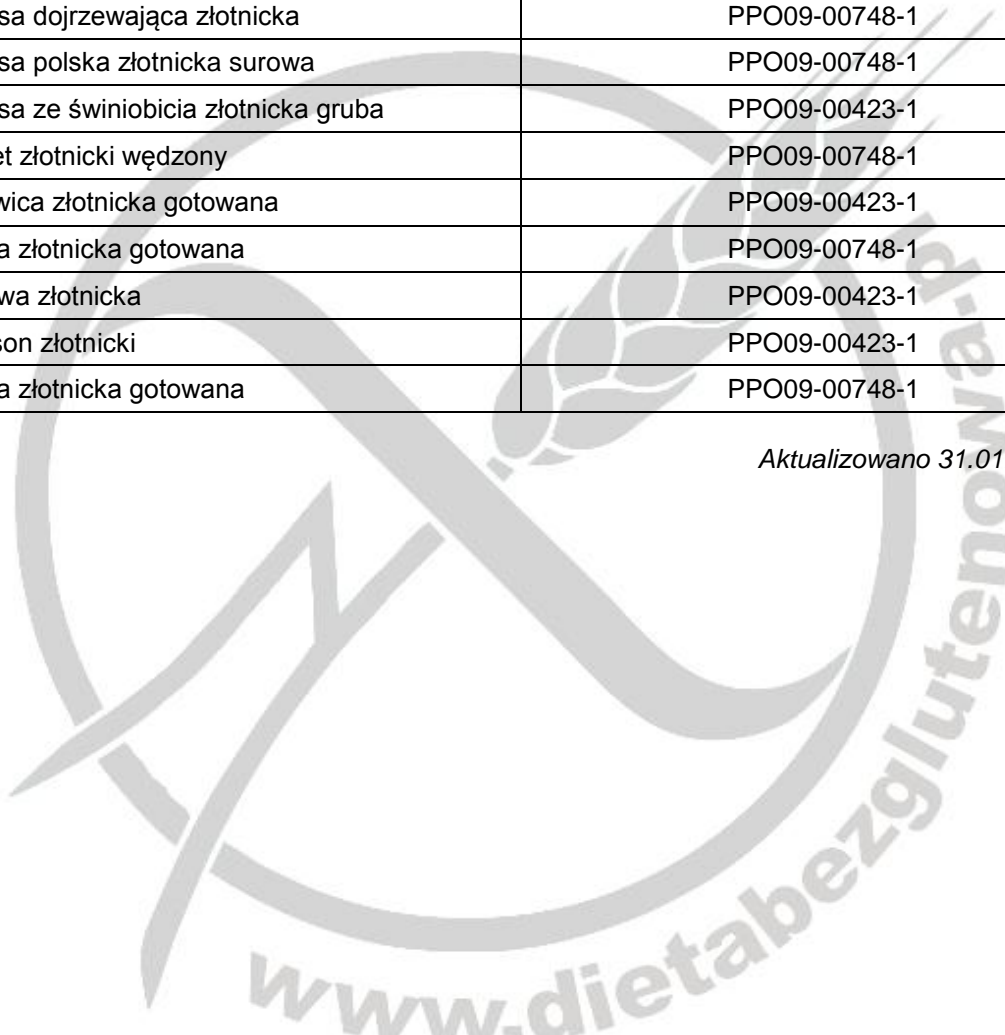 sa dojrzewająca złotnicka PPO09-00748-1
sa polska złotnicka surowa PPO09-00748-1
sa ze świniobicia złotnicka gruba PPO09-00423-1
et złotnicki wędzony PPO09-00748-1
wica złotnicka gotowana PPO09-00423-1
a złotnicka gotowana PPO09-00748-1
wa złotnicka PPO09-00423-1
son złotnicki PPO09-00423-1
a złotnicka gotowana PPO09-00748-1
Aktualizowano 31.01
www.dietabezglutenowa.p